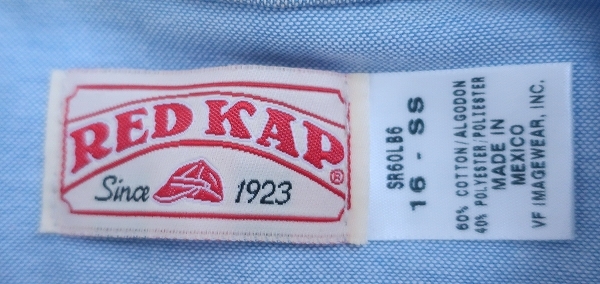 RED KAP®
Since 1923
SR60LB6
16 - SS
60% COTTON/ALGODON
40% POLYESTER/POLIESTER
MADE IN
MEXICO
VF IMAGEWEAR, INC.